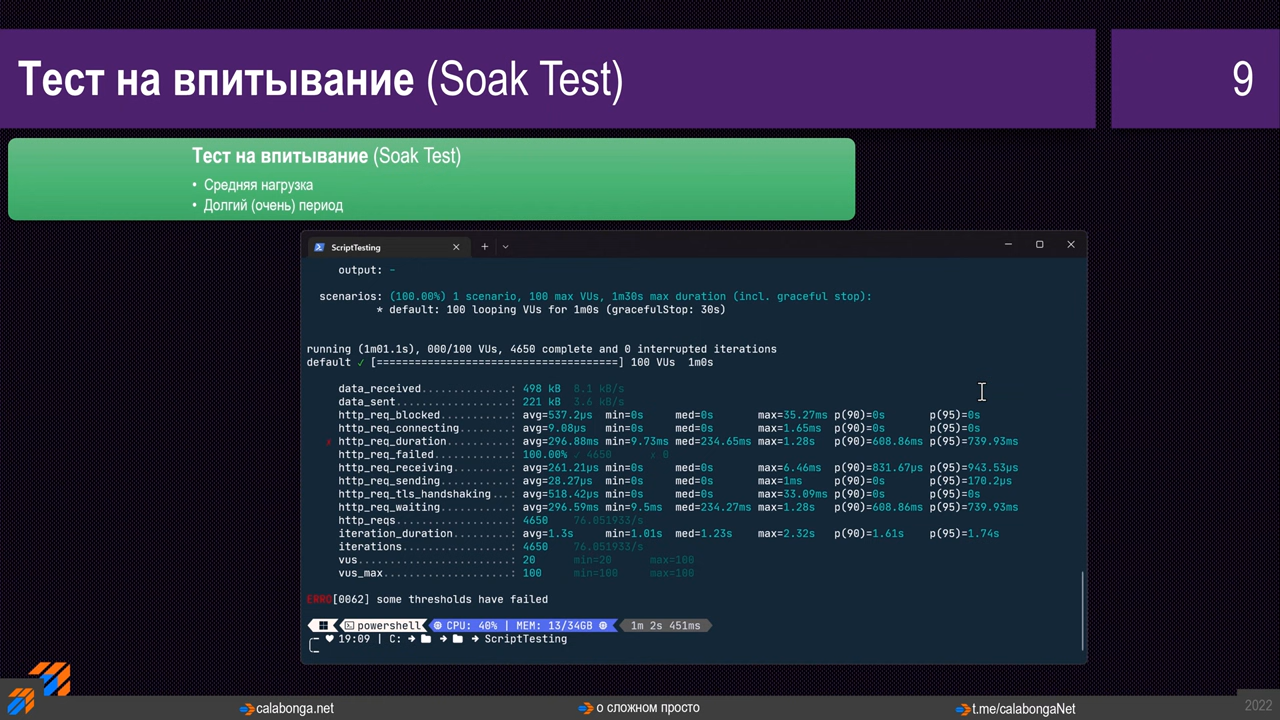 Тест на впитывание (Soak Test)
9
Тест на впитывание (Soak Test)
• Средняя нагрузка
• Долгий (очень) период
ScriptTesting
output: -
scenarios: (100.00%) 1 scenario, 100 max VUs, 1m30s max duration (incl. graceful stop):
* default: 100 looping VUs for 1m0s (gracefulStop: 30s)
running (1m01.1s), 000/100 VUs, 4650 complete and 0 interrupted iterations
default ✓ [======================================] 100 VUs  1m0s
data_received..............: 498 kB  8.1 kB/s
data_sent..................: 221 kB  3.6 kB/s
http_req_blocked...........: avg=537.2µs  min=0s     med=0s       max=35.27ms p(90)=0s       p(95)=0s
http_req_connecting........: avg=9.08µs   min=0s     med=0s       max=1.65ms  p(90)=0s       p(95)=0s
✗ http_req_duration..........: avg=296.88ms min=9.73ms med=234.65ms max=1.28s   p(90)=608.86ms p(95)=739.93ms
http_req_failed............: 100.00% ✓ 4650      ✗ 0
http_req_receiving.........: avg=261.21µs min=0s     med=0s       max=6.46ms  p(90)=831.67µs p(95)=943.53µs
http_req_sending...........: avg=28.27µs  min=0s     med=0s       max=1ms     p(90)=0s       p(95)=170.2µs
http_req_tls_handshaking...: avg=518.42µs min=0s     med=0s       max=33.09ms p(90)=0s       p(95)=0s
http_req_waiting...........: avg=296.59ms min=9.5ms  med=234.27ms max=1.28s   p(90)=608.86ms p(95)=739.93ms
http_reqs..................: 4650    76.051933/s
iteration_duration.........: avg=1.3s     min=1.01s  med=1.23s    max=2.32s   p(90)=1.61s    p(95)=1.74s
iterations.................: 4650    76.051933/s
vus........................: 20      min=20      max=100
vus_max....................: 100     min=100     max=100
ERRO[0062] some thresholds have failed
powershell CPU: 40% | MEM: 13/34GB 1m 2s 451ms
♥ 19:09 | C: → → → ScriptTesting
calabonga.net
о сложном просто
t.me/calabongaNet
2022